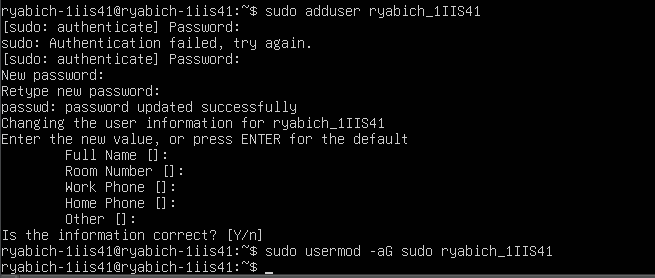 ryabich-1iis41@ryabich-1iis41:~$ sudo adduser ryabich_1IIS41
[sudo: authenticate] Password:
sudo: Authentication failed, try again.
[sudo: authenticate] Password:
New password:
Retype new password:
passwd: password updated successfully
Changing the user information for ryabich_1IIS41
Enter the new value, or press ENTER for the default
Full Name []:
Room Number []:
Work Phone []:
Home Phone []:
Other []:
Is the information correct? [Y/n]
ryabich-1iis41@ryabich-1iis41:~$ sudo usermod -aG sudo ryabich_1IIS41
ryabich-1iis41@ryabich-1iis41:~$ _